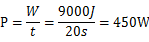 P = W/t = 9000J/20s = 450W